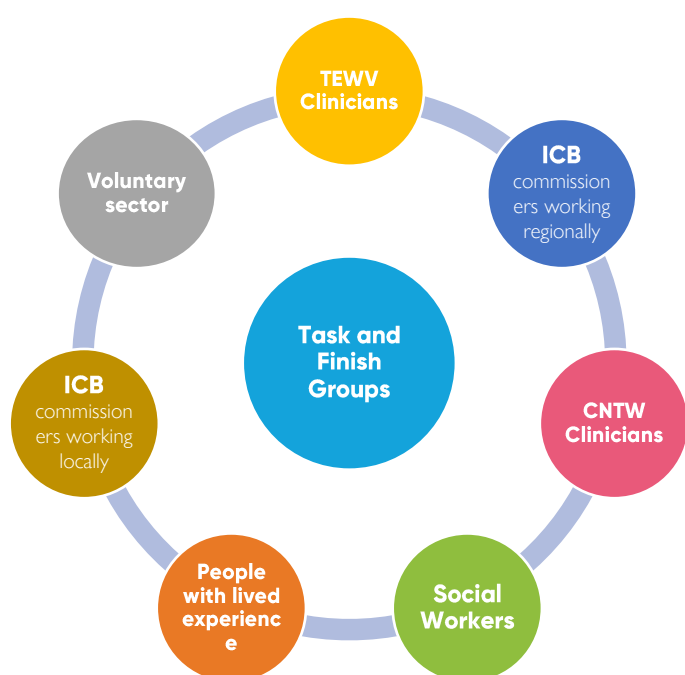 TEWV
Clinicians
ICB
commission
ers working
regionally
CNTW
Clinicians
Social
Workers
People
with lived
experienc
e
ICB
commission
ers working
locally
Voluntary
sector
Task and
Finish
Groups